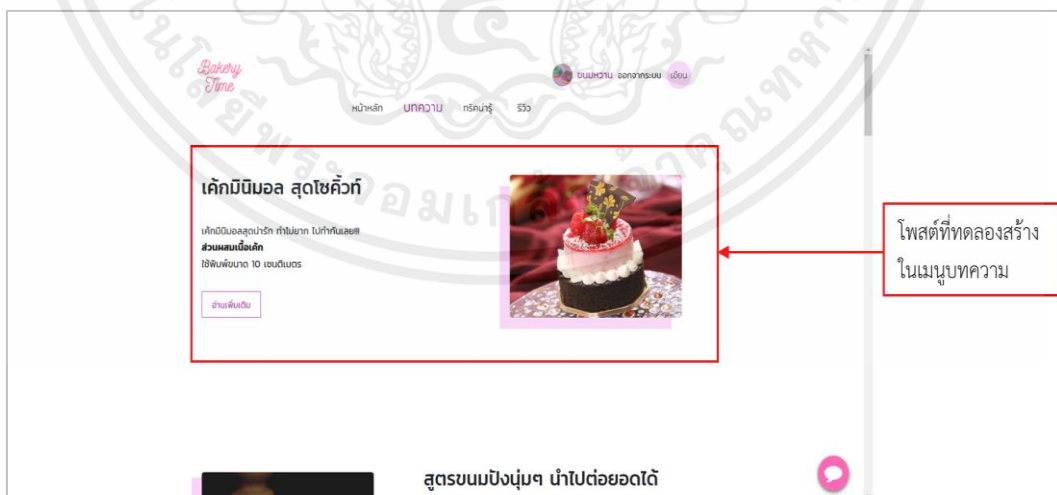 Bakery
Time
ขนมหวาน ออกจากระบบ เขียน
หน้าหลัก บทความ ทริคน่ารู้ รีวิว
เค้กมินิมอล สุดโซคิ้วท์
เค้กมินิมอลสุดน่ารัก ทำไม่ยาก ไปทำกันเลย!!!
ส่วนผสมเนื้อเค้ก
ใช้พิมพ์ขนาด 10 เซนติเมตร
อ่านเพิ่มเติม
โพสต์ที่ทดลองสร้าง
ในเมนูบทความ
สูตรขนมปังนุ่มๆ นำไปต่อยอดได้